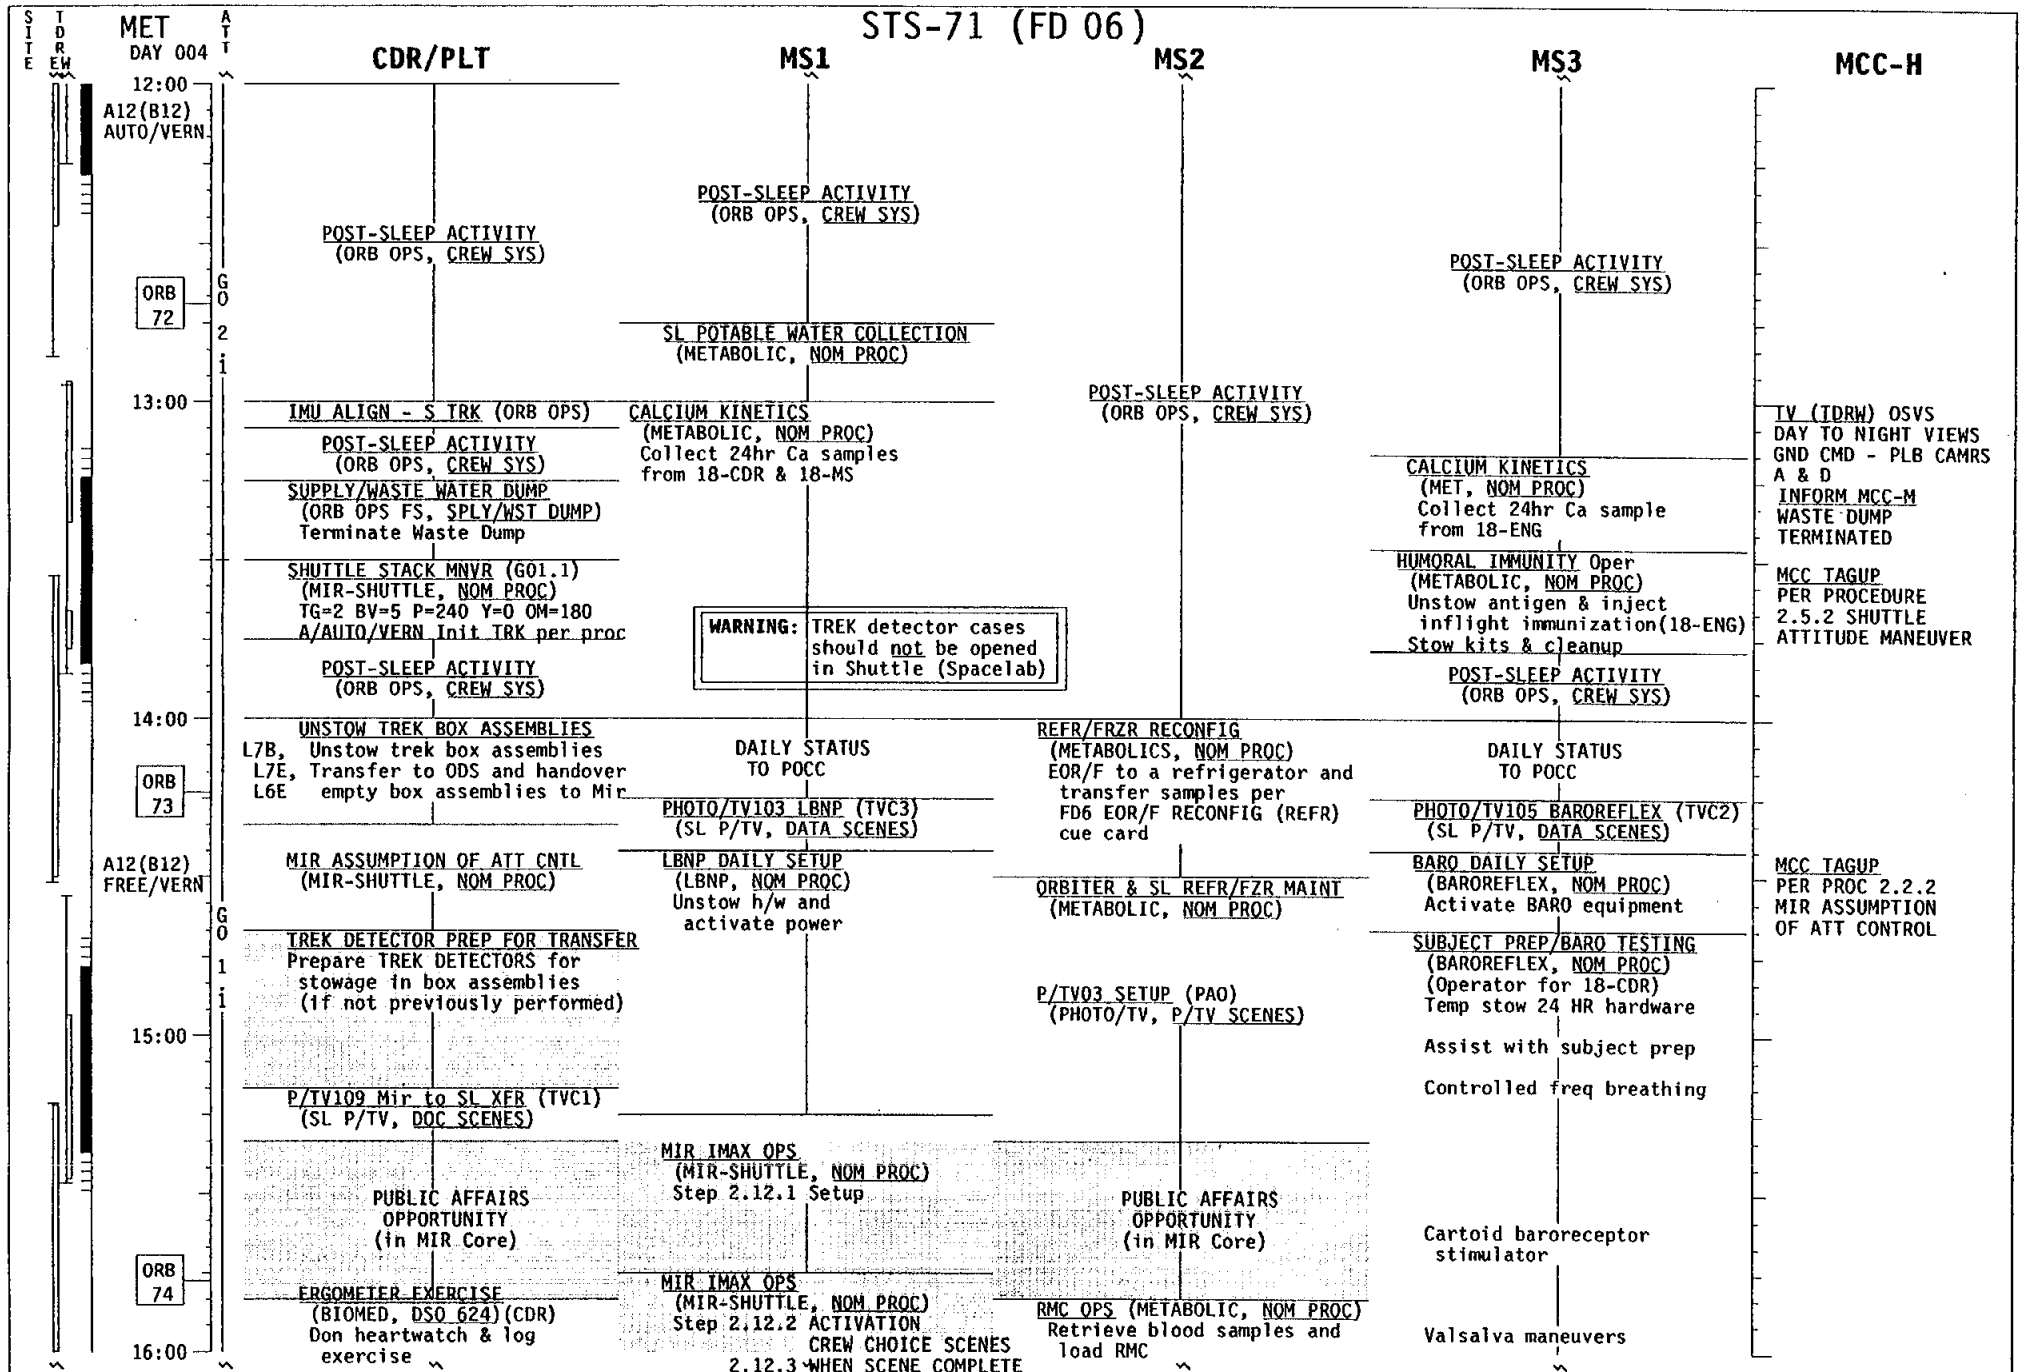 STS-71 (FD 06)
SITE
TDRE EW
MET
DAY 004
ATT
CDR/PLT
MS1
MS2
MS3
MCC-H
12:00
A12(B12)
AUTO/VERN
ORB
72
G0
2
i
13:00
14:00
ORB
73
A12(B12)
FREE/VERN
G0
1
i
15:00
ORB
74
16:00
POST-SLEEP ACTIVITY
(ORB OPS, CREW SYS)
IMU ALIGN - S TRK (ORB OPS)
POST-SLEEP ACTIVITY
(ORB OPS, CREW SYS)
SUPPLY/WASTE WATER DUMP
(ORB OPS FS, SPLY/WST DUMP)
Terminate Waste Dump
SHUTTLE STACK MNVR (G01.1)
(MIR-SHUTTLE, NOM PROC)
TG=2 BV=5 P=240 Y=0 OM=180
A/AUTO/VERN Init TRK per proc
POST-SLEEP ACTIVITY
(ORB OPS, CREW SYS)
UNSTOW TREK BOX ASSEMBLIES
L7B, Unstow trek box assemblies
L7E, Transfer to ODS and handover
L6E empty box assemblies to Mir
MIR ASSUMPTION OF ATT CNTL
(MIR-SHUTTLE, NOM PROC)
TREK DETECTOR PREP FOR TRANSFER
Prepare TREK DETECTORS for
stowage in box assemblies
(if not previously performed)
P/TV109 Mir to SL XFR (TVC1)
(SL P/TV, DOC SCENES)
PUBLIC AFFAIRS
OPPORTUNITY
(in MIR Core)
ERGOMETER EXERCISE
(BIOMED, DSO 624)(CDR)
Don heartwatch & log
exercise
POST-SLEEP ACTIVITY
(ORB OPS, CREW SYS)
SL POTABLE WATER COLLECTION
(METABOLIC, NOM PROC)
CALCIUM KINETICS
(METABOLIC, NOM PROC)
Collect 24hr Ca samples
from 18-CDR & 18-MS
WARNING: TREK detector cases
should not be opened
in Shuttle (Spacelab)
DAILY STATUS
TO POCC
PHOTO/TV103 LBNP (TVC3)
(SL P/TV, DATA SCENES)
LBNP DAILY SETUP
(LBNP, NOM PROC)
Unstow h/w and
activate power
MIR IMAX OPS
(MIR-SHUTTLE, NOM PROC)
Step 2.12.1 Setup
MIR IMAX OPS
(MIR-SHUTTLE, NOM PROC)
Step 2.12.2 ACTIVATION
CREW CHOICE SCENES
2.12.3 WHEN SCENE COMPLETE
POST-SLEEP ACTIVITY
(ORB OPS, CREW SYS)
REFR/FRZR RECONFIG
(METABOLICS, NOM PROC)
EOR/F to a refrigerator and
transfer samples per
FD6 EOR/F RECONFIG (REFR)
cue card
ORBITER & SL REFR/FZR MAINT
(METABOLIC, NOM PROC)
P/TV03 SETUP (PAO)
(PHOTO/TV, P/TV SCENES)
PUBLIC AFFAIRS
OPPORTUNITY
(in MIR Core)
RMC OPS (METABOLIC, NOM PROC)
Retrieve blood samples and
load RMC
POST-SLEEP ACTIVITY
(ORB OPS, CREW SYS)
CALCIUM KINETICS
(MET, NOM PROC)
Collect 24hr Ca sample
from 18-ENG
HUMORAL IMMUNITY Oper
(METABOLIC, NOM PROC)
Unstow antigen & inject
inflight immunization(18-ENG)
Stow kits & cleanup
POST-SLEEP ACTIVITY
(ORB OPS, CREW SYS)
DAILY STATUS
TO POCC
PHOTO/TV105 BAROREFLEX (TVC2)
(SL P/TV, DATA SCENES)
BARO DAILY SETUP
(BAROREFLEX, NOM PROC)
Activate BARO equipment
SUBJECT PREP/BARO TESTING
(BAROREFLEX, NOM PROC)
(Operator for 18-CDR)
Temp stow 24 HR hardware
Assist with subject prep
Controlled freq breathing
Cartoid baroreceptor
stimulator
Valsalva maneuvers
TV (TDRW) OSVS
DAY TO NIGHT VIEWS
GND CMD - PLB CAMRS
A & D
INFORM MCC-M
WASTE DUMP
TERMINATED
MCC TAGUP
PER PROCEDURE
2.5.2 SHUTTLE
ATTITUDE MANEUVER
MCC TAGUP
PER PROC 2.2.2
MIR ASSUMPTION
OF ATT CONTROL